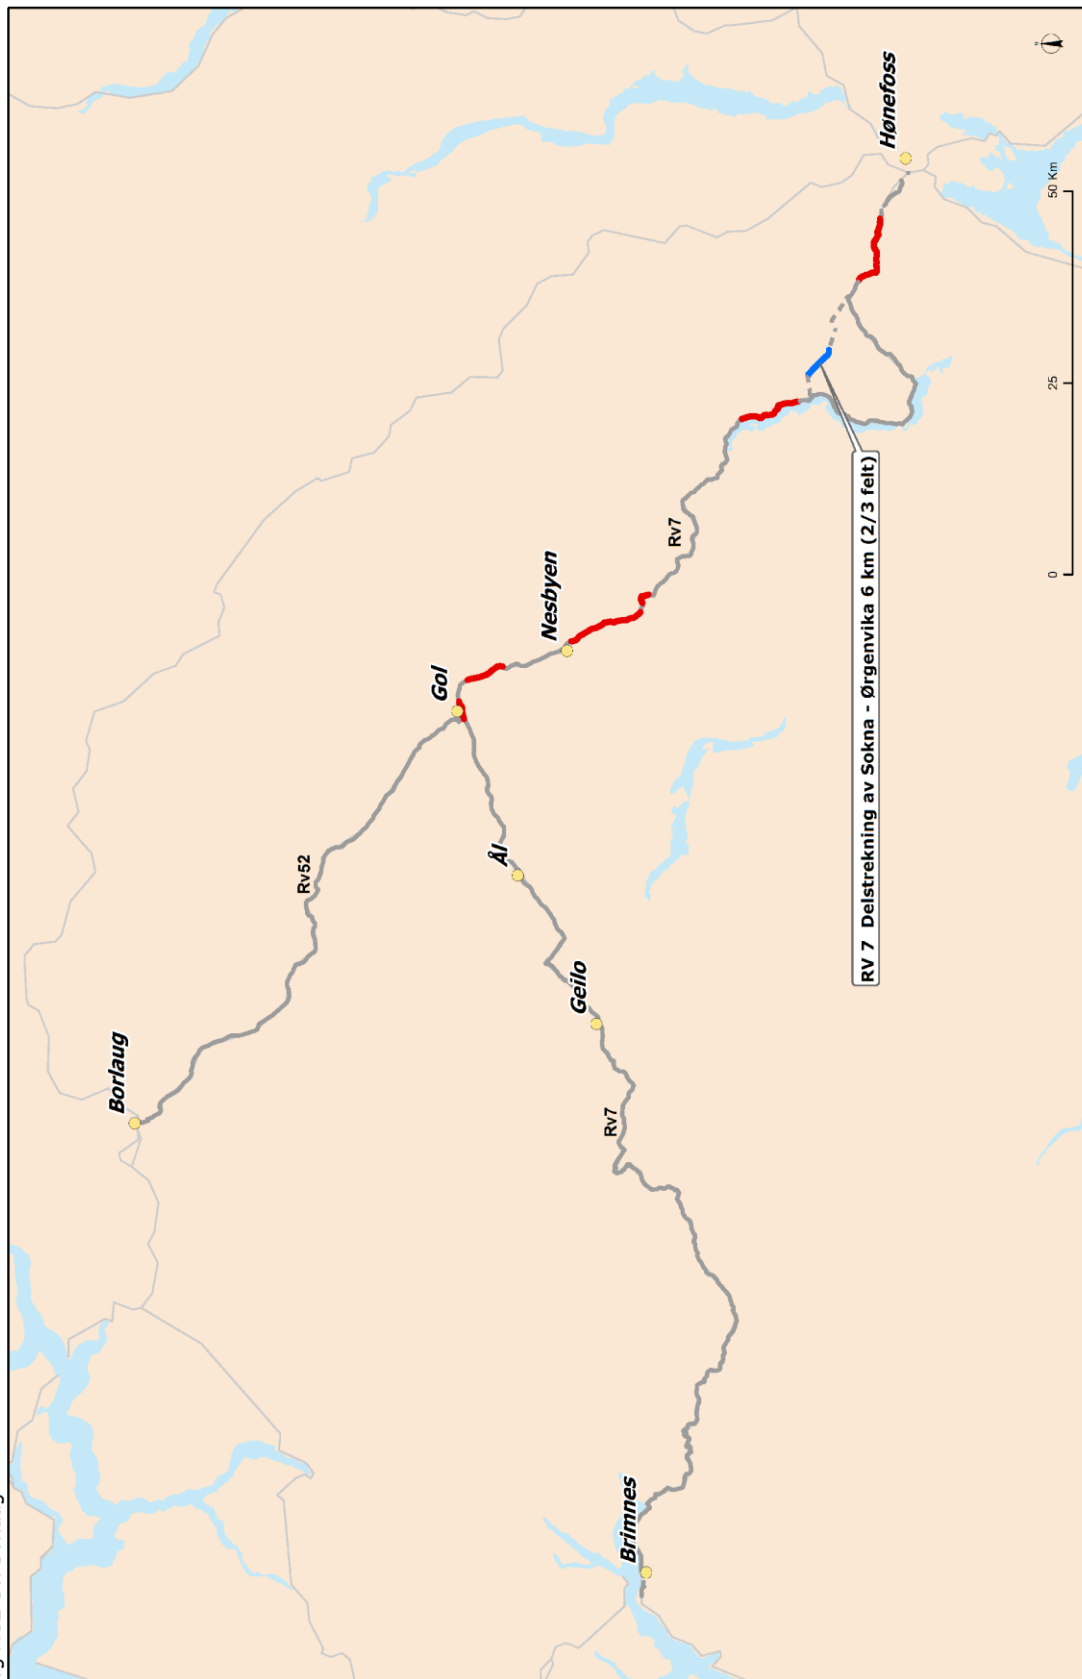 Borlaug
Rv52
Gol
Nesbyen
Ål
Geilo
Rv7
Brimnes
Rv7
Hønefoss
RV 7 Delstrekning av Sokna - Ørgenvika 6 km (2/3 felt)
0 25 50 Km
N